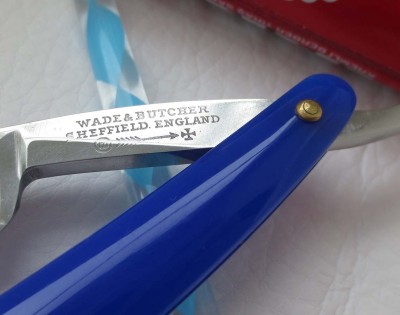 WADE & BUTCHER
SHEFFIELD. ENGLAND